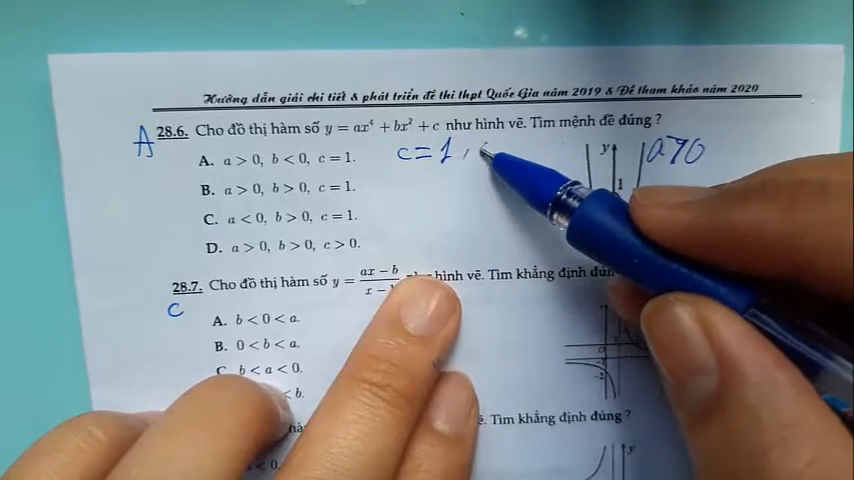 Hướng dẫn giải chi tiết & phát triển đề thi thpt Quốc Gia năm 2019 & Đề tham khảo năm 2020
A 28.6. Cho đồ thị hàm số y = ax⁴ + bx² + c như hình vẽ. Tìm mệnh đề đúng ?
A. a > 0, b < 0, c = 1. c = 1 , y a > 0
B. a > 0, b > 0, c = 1. 1
C. a < 0, b > 0, c = 1.
D. a > 0, b > 0, c > 0.
28.7. Cho đồ thị hàm số y = (ax − b)/(x − hình vẽ. Tìm khẳng định
C
A. b < 0 < a.
B. 0 < b < a.
C. b < a < 0.
< b.
Tìm khẳng định đúng ?
< 0. y